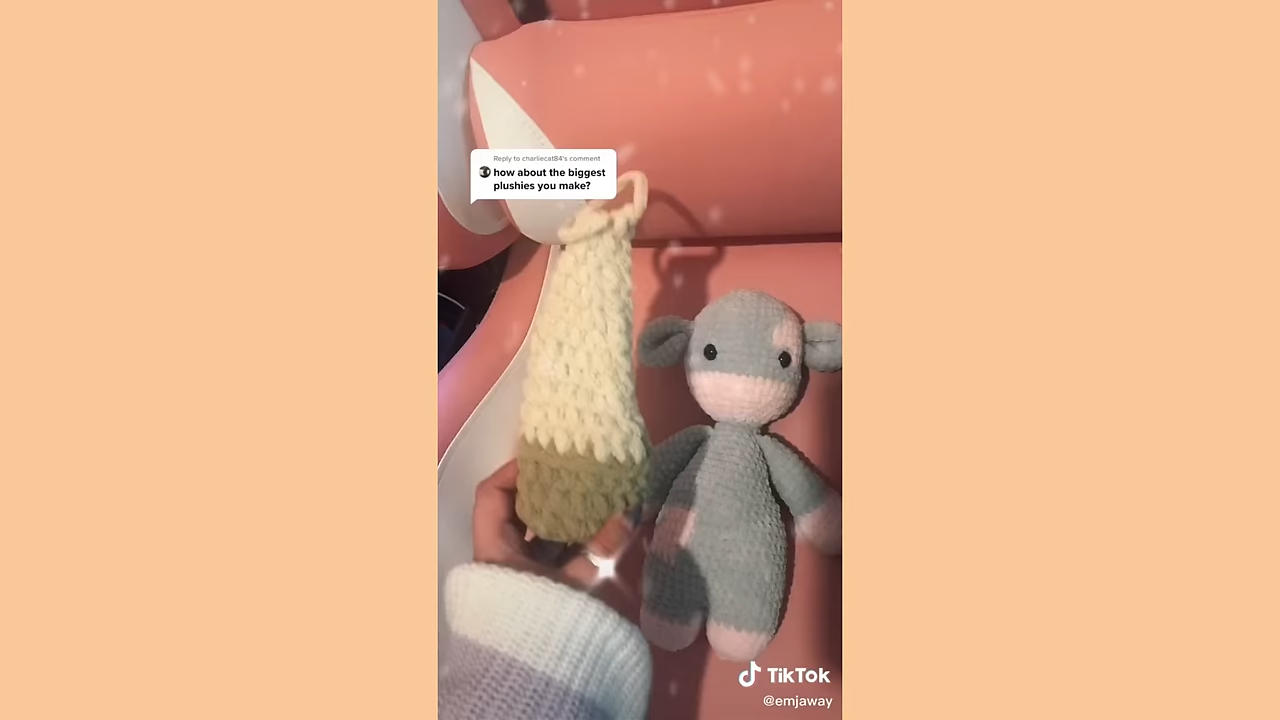 Reply to charliecat84's comment
how about the biggest
plushies you make?
TikTok
@emjaway